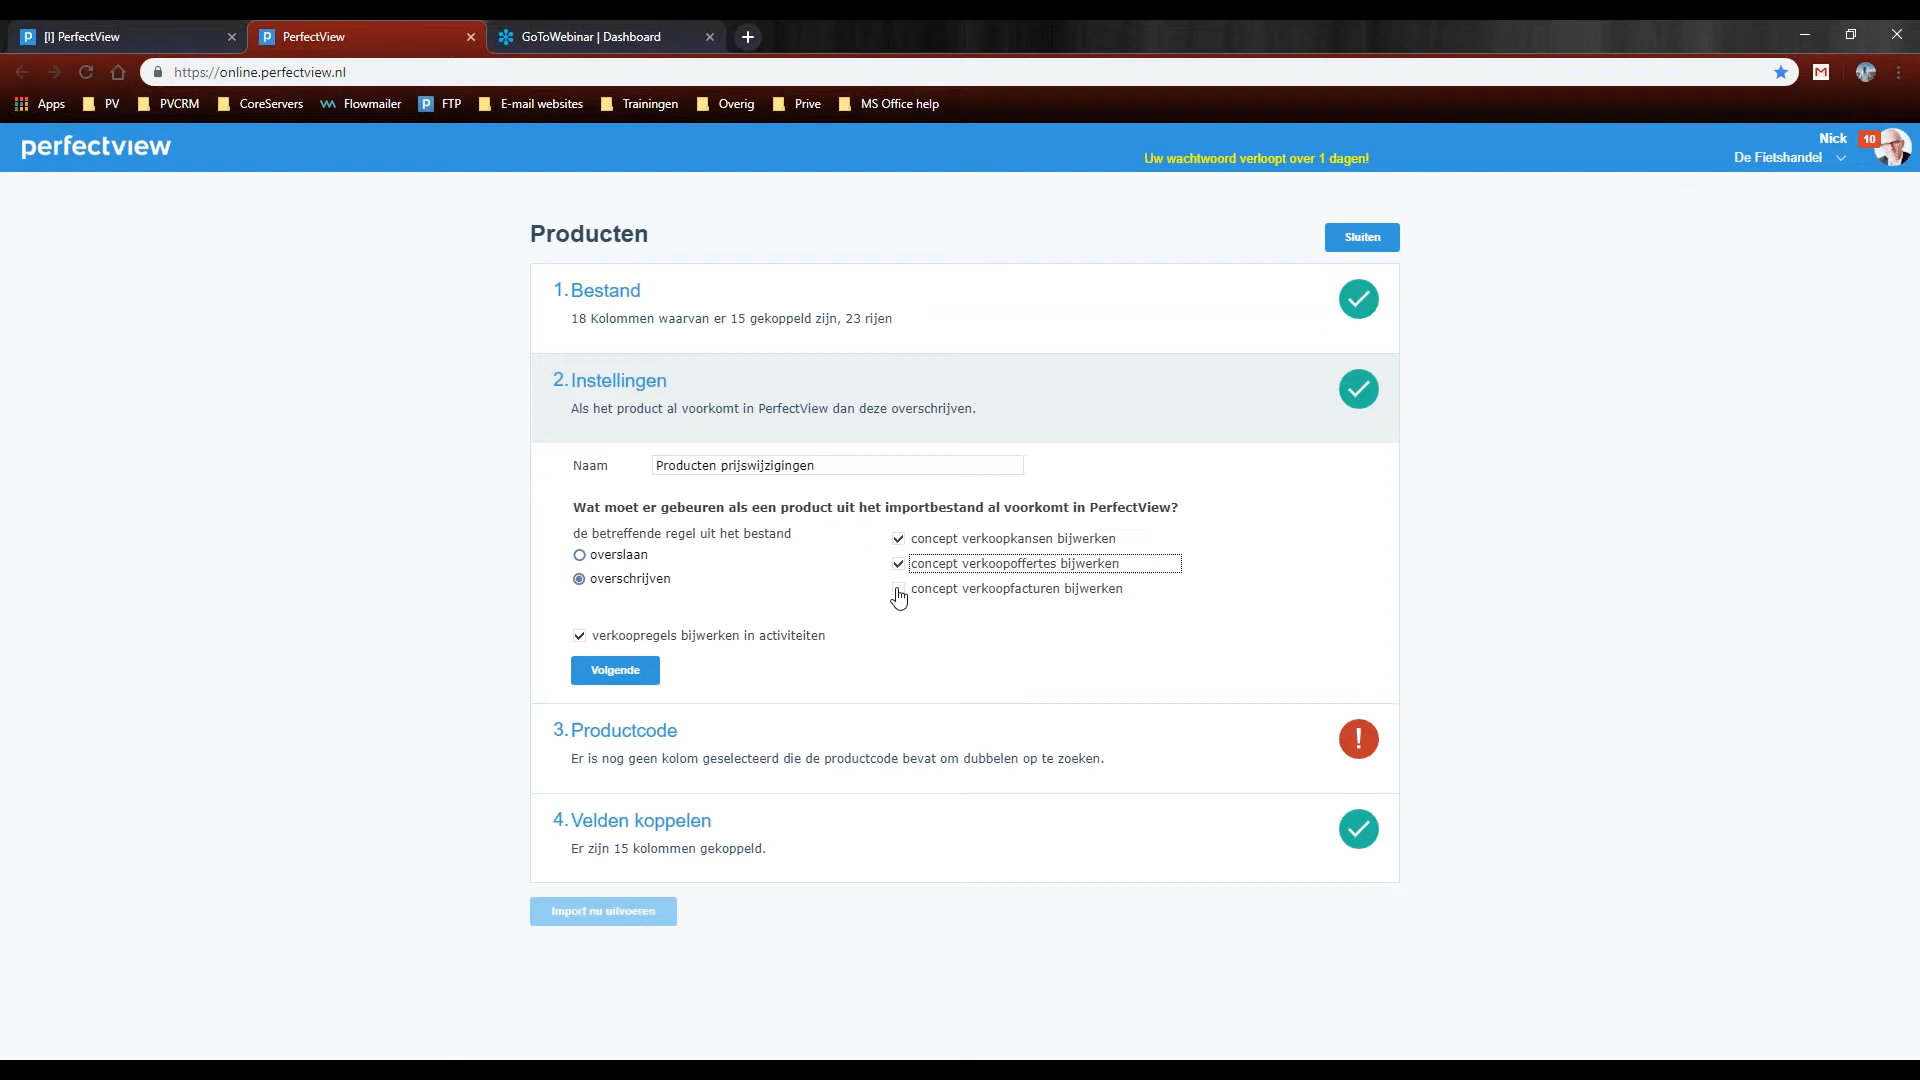 [!] PerfectView
PerfectView
GoToWebinar | Dashboard
https://online.perfectview.nl
Apps PV PVCRM CoreServers Flowmailer FTP E-mail websites Trainingen Overig Prive MS Office help
perfectview
Uw wachtwoord verloopt over 1 dagen!
Nick
10
De Fietshandel
Producten
Sluiten
1. Bestand
18 Kolommen waarvan er 15 gekoppeld zijn, 23 rijen
2. Instellingen
Als het product al voorkomt in PerfectView dan deze overschrijven.
Naam Producten prijswijzigingen
Wat moet er gebeuren als een product uit het importbestand al voorkomt in PerfectView?
de betreffende regel uit het bestand
overslaan
overschrijven
concept verkoopkansen bijwerken
concept verkoopoffertes bijwerken
concept verkoopfacturen bijwerken
verkoopregels bijwerken in activiteiten
Volgende
3. Productcode
Er is nog geen kolom geselecteerd die de productcode bevat om dubbelen op te zoeken.
4. Velden koppelen
Er zijn 15 kolommen gekoppeld.
Import nu uitvoeren